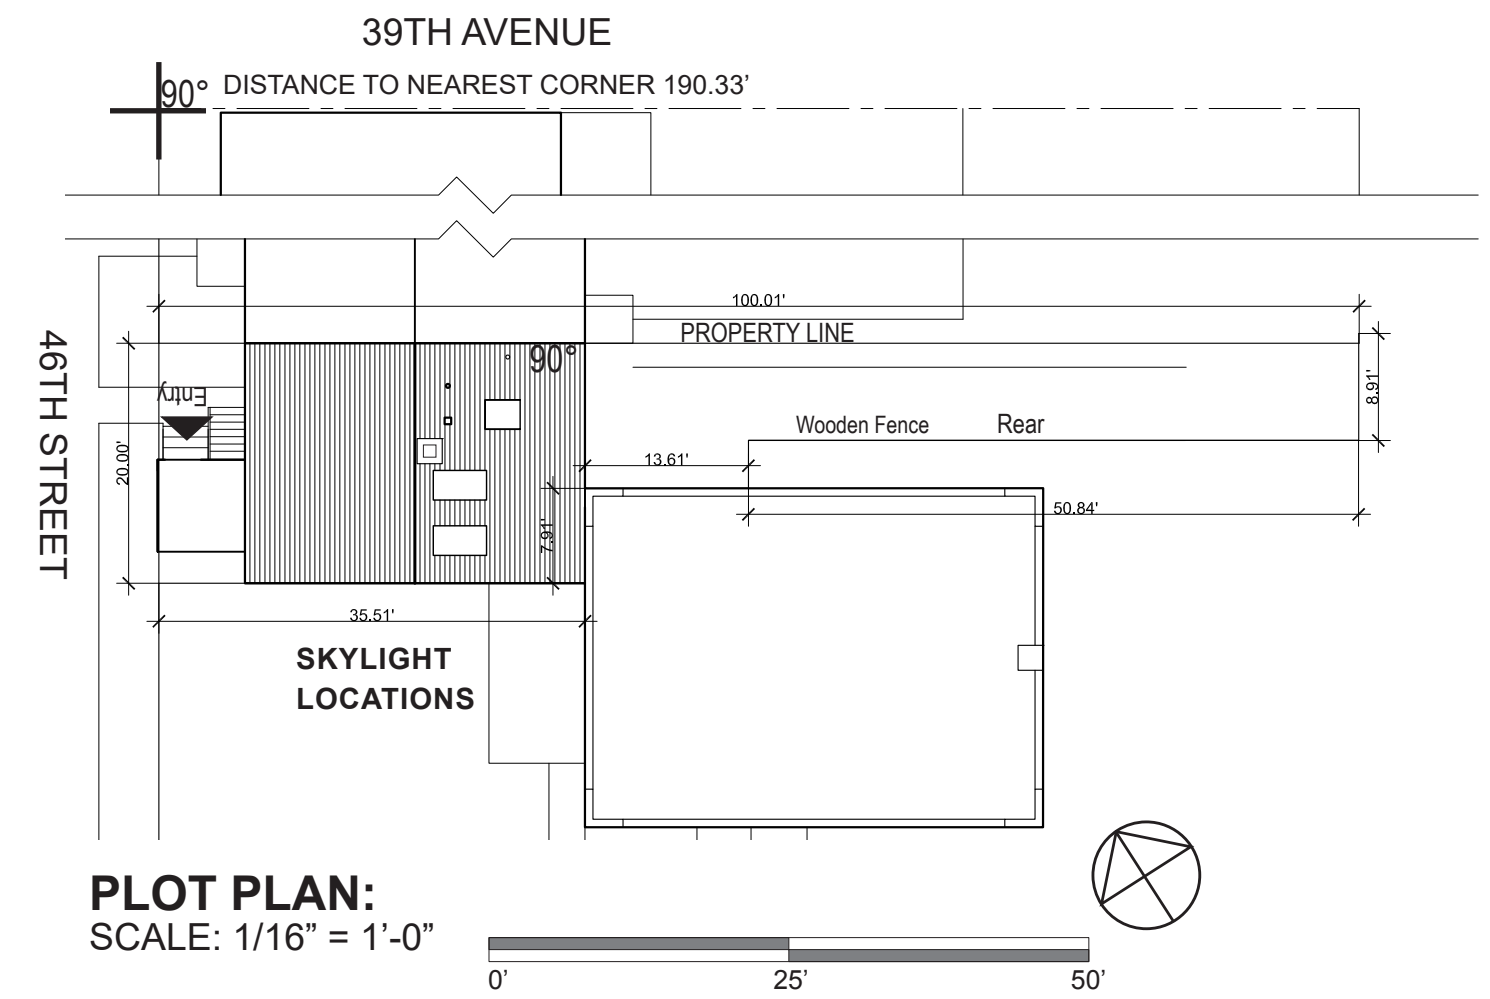 39TH AVENUE
90° DISTANCE TO NEAREST CORNER 190.33’
100.01'
PROPERTY LINE
90°
46TH STREET
Entry
8.91'
Wooden Fence
Rear
20.00'
13.61'
50.84'
7.91'
35.51'
SKYLIGHT
LOCATIONS
PLOT PLAN:
SCALE: 1/16” = 1’-0”
0’ 25’ 50’